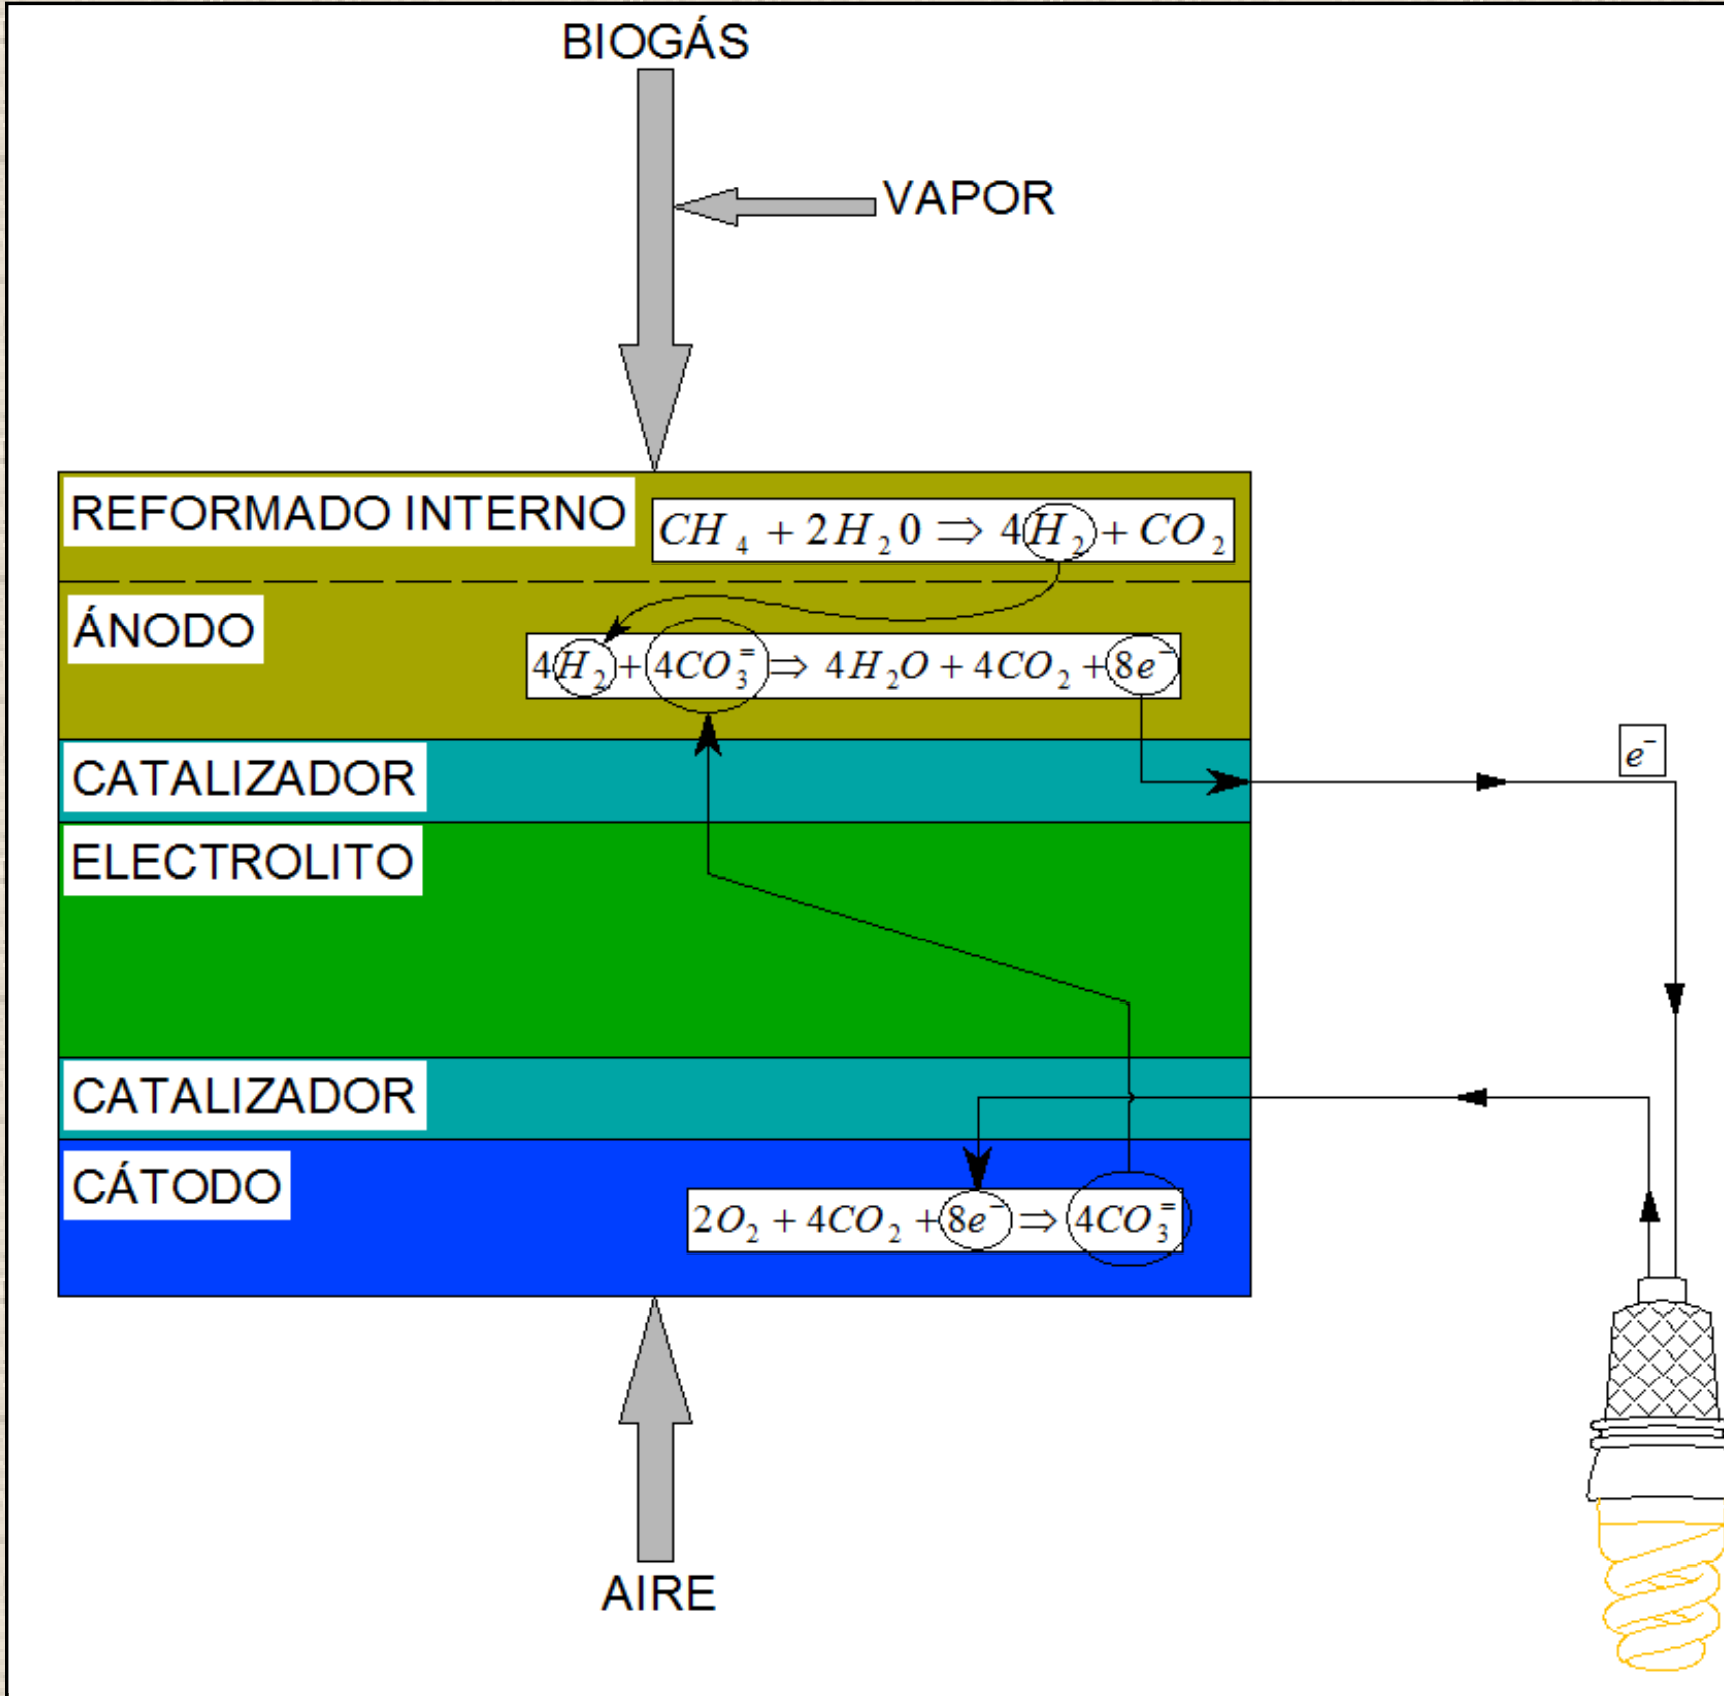 BIOGÁS
VAPOR
REFORMADO INTERNO
CH₄ + 2H₂0 ⇒ 4H₂ + CO₂
ÁNODO
4H₂ + 4CO₃⁼ ⇒ 4H₂O + 4CO₂ + 8e⁻
CATALIZADOR
e⁻
ELECTROLITO
CATALIZADOR
CÁTODO
2O₂ + 4CO₂ + 8e⁻ ⇒ 4CO₃⁼
AIRE